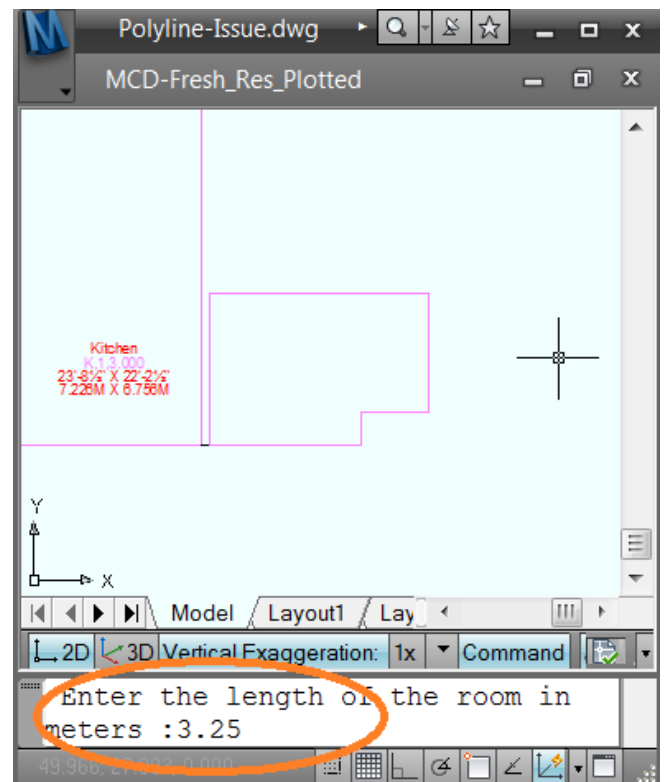 Polyline-Issue.dwg
MCD-Fresh_Res_Plotted
Kitchen
K,1,3.000
23'-8½" X 22'-2½"
7.226M X 6.756M
Y
X
Model Layout1 Lay
2D 3D Vertical Exaggeration: 1x Command
Enter the length of the room in
meters :3.25